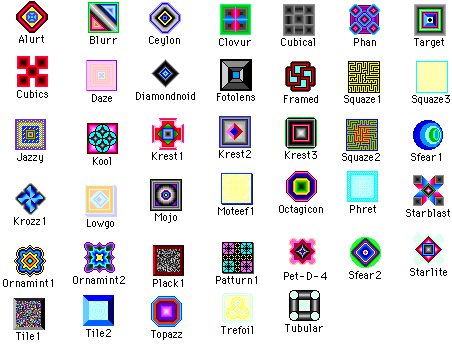 Alurt Blurr Ceylon Clovur Cubical Phan Target
Cubics Daze Diamondnoid Fotolens Framed Squaze1 Squaze3
Jazzy Kool Krest1 Krest2 Krest3 Squaze2 Sfear1
Krozz1 Lowgo Mojo Moteef1 Octagicon Phret Starblast
Ornamint1 Ornamint2 Plack1 Patturn1 Pet-D-4 Sfear2 Starlite
Tile1 Tile2 Topazz Trefoil Tubular